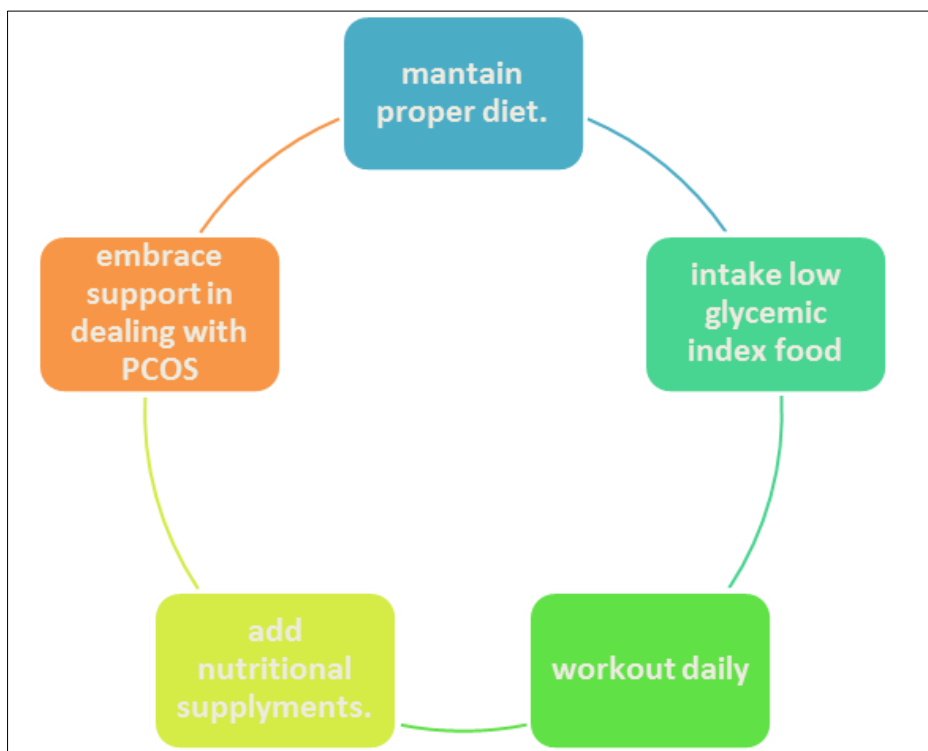 mantain
proper diet.
intake low
glycemic
index food
workout daily
add
nutritional
supplyments.
embrace
support in
dealing with
PCOS